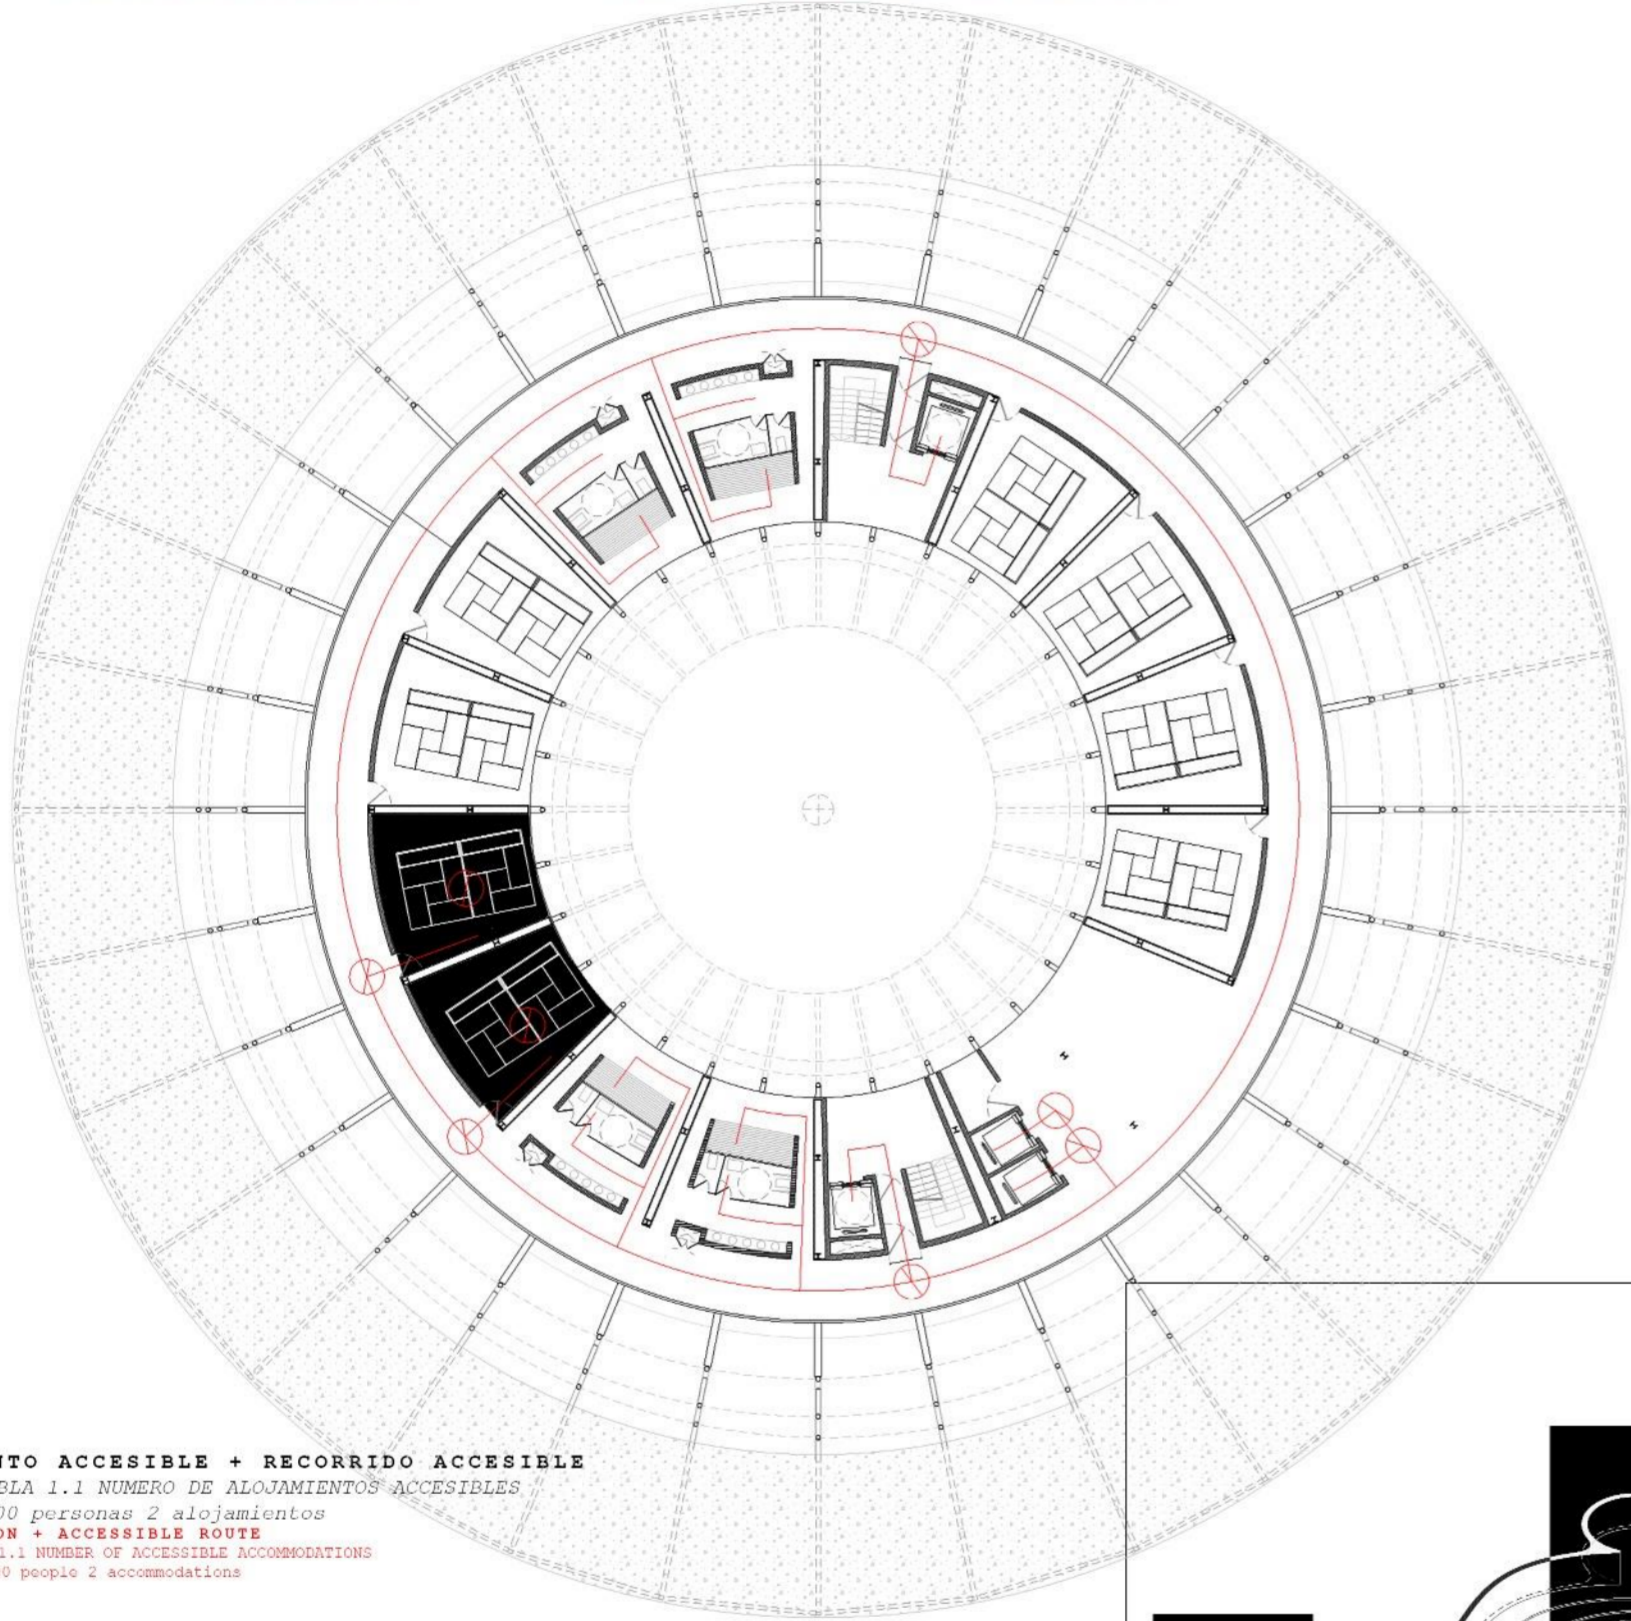 NTO ACCESIBLE + RECORRIDO ACCESIBLE
BLA 1.1 NUMERO DE ALOJAMIENTOS ACCESIBLES
00 personas 2 alojamientos
ON + ACCESSIBLE ROUTE
1.1 NUMBER OF ACCESSIBLE ACCOMMODATIONS
0 people 2 accommodations